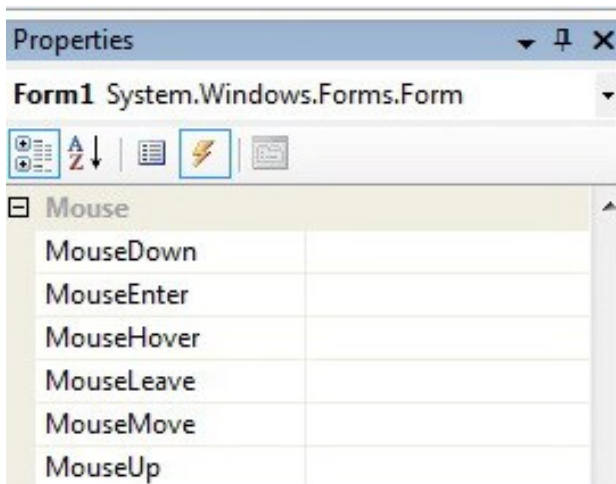 Properties
Form1 System.Windows.Forms.Form
A
Z
Mouse
MouseDown
MouseEnter
MouseHover
MouseLeave
MouseMove
MouseUp